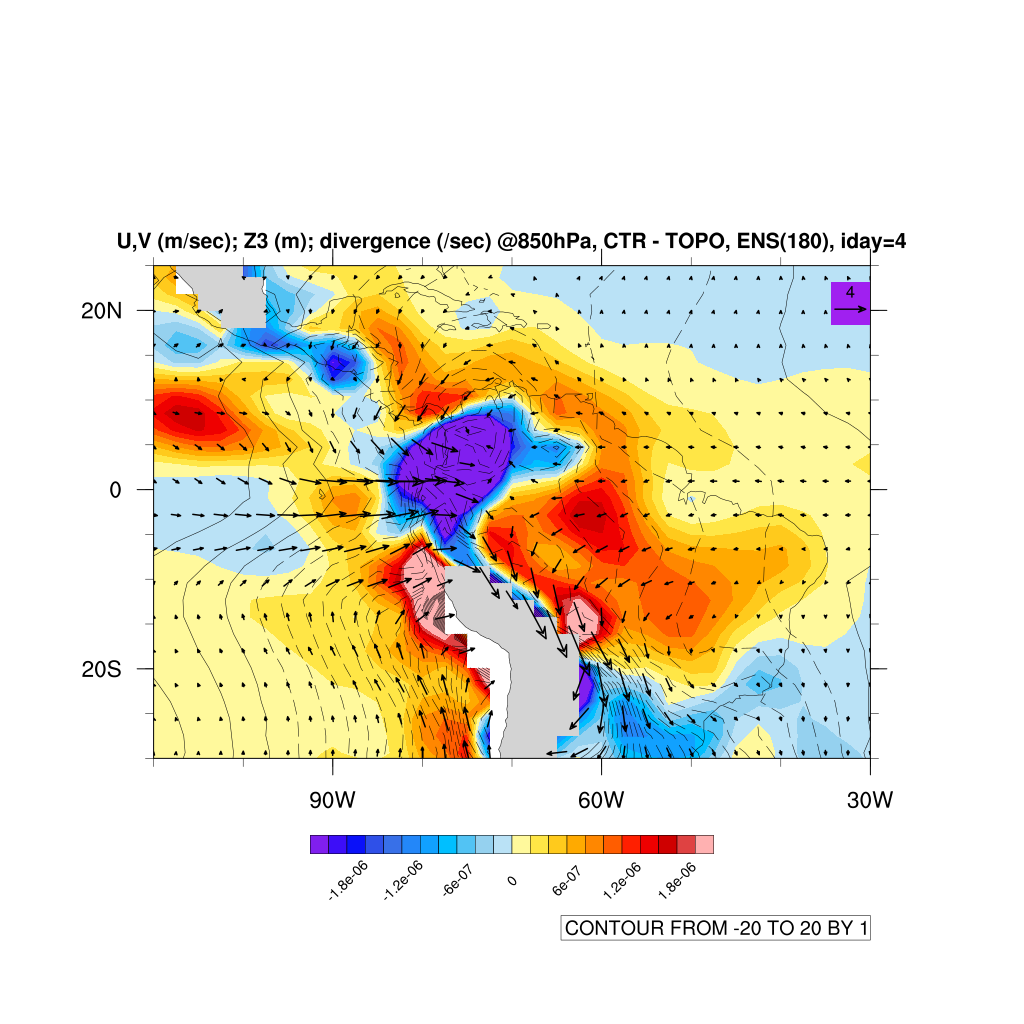 U,V (m/sec); Z3 (m); divergence (/sec) @850hPa, CTR - TOPO, ENS(180), iday=4
4
20N
0
20S
90W 60W 30W
-1.8e-06 -1.2e-06 -6e-07 0 6e-07 1.2e-06 1.8e-06
CONTOUR FROM -20 TO 20 BY 1